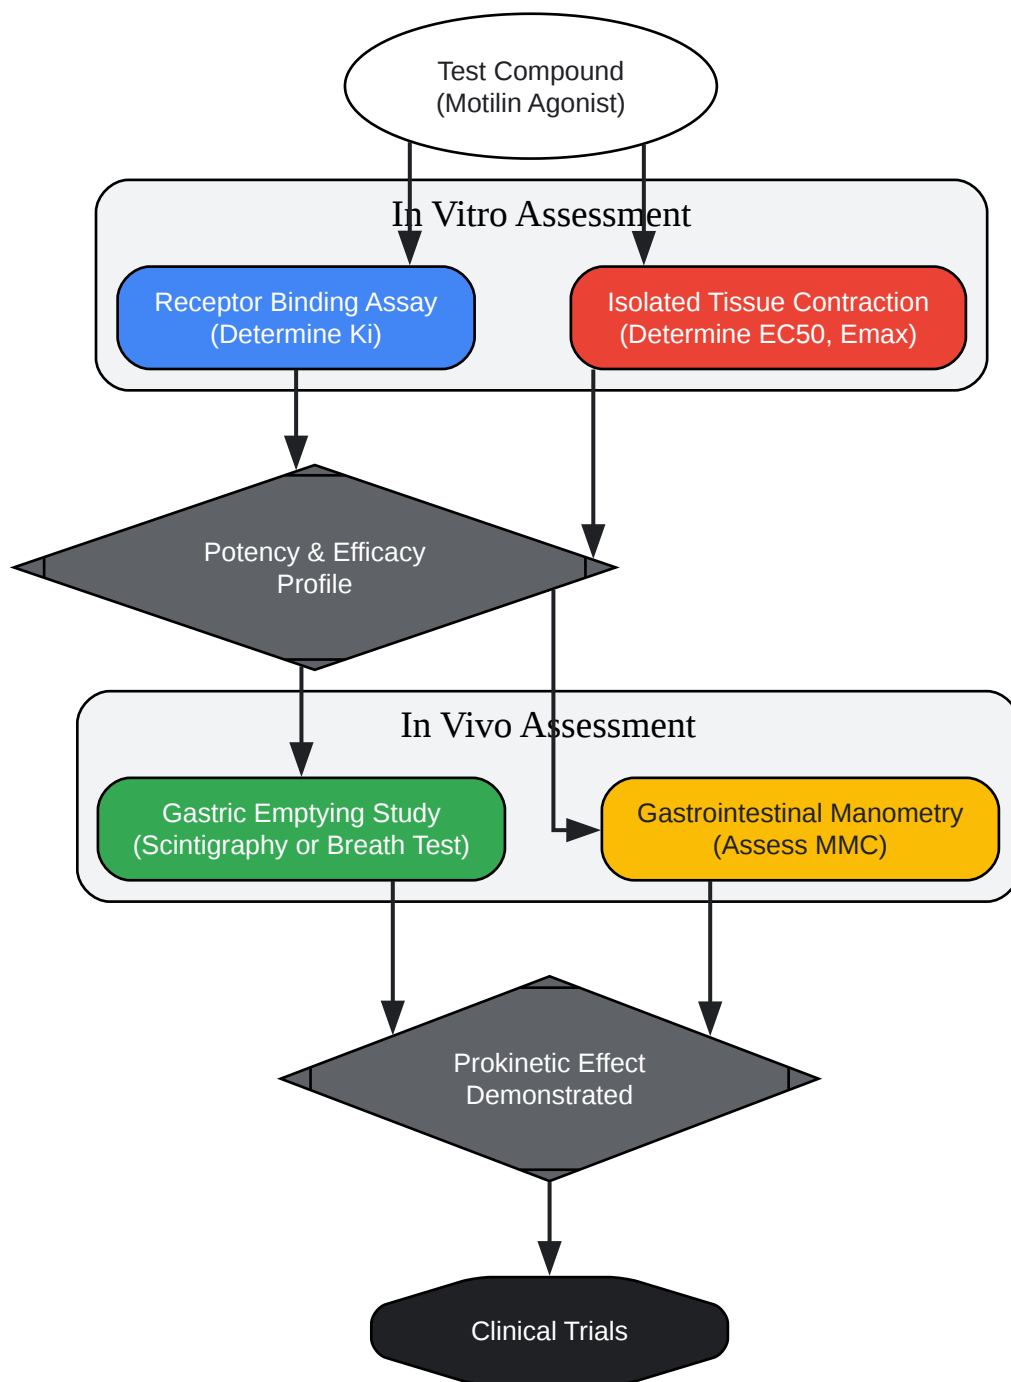 Test Compound
(Motilin Agonist)
In Vitro Assessment
Receptor Binding Assay
(Determine Ki)
Isolated Tissue Contraction
(Determine EC50, Emax)
Potency & Efficacy
Profile
In Vivo Assessment
Gastric Emptying Study
(Scintigraphy or Breath Test)
Gastrointestinal Manometry
(Assess MMC)
Prokinetic Effect
Demonstrated
Clinical Trials